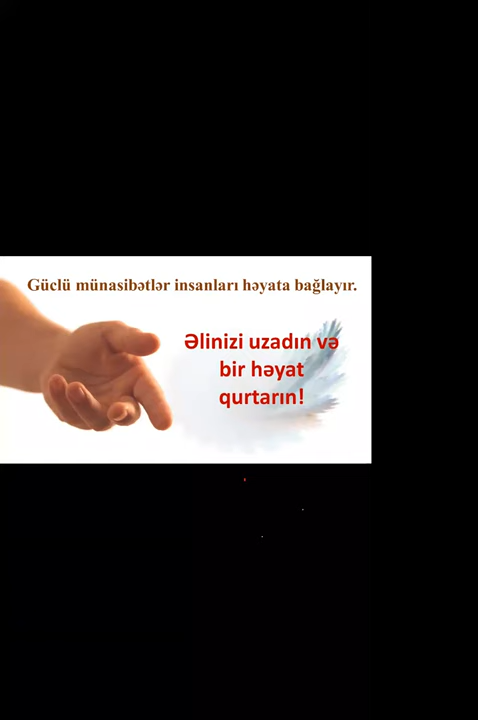 Güclü münasibətlər insanları həyata bağlayır.
Əlinizi uzadın və
bir həyat
qurtarın!